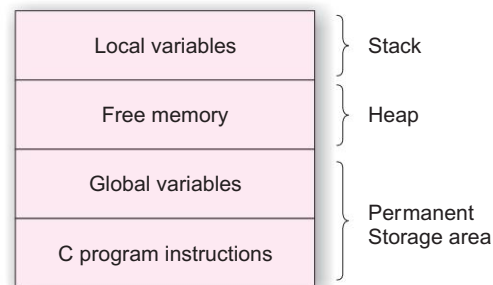 Local variables
Stack
Free memory
Heap
Global variables
C program instructions
Permanent
Storage area